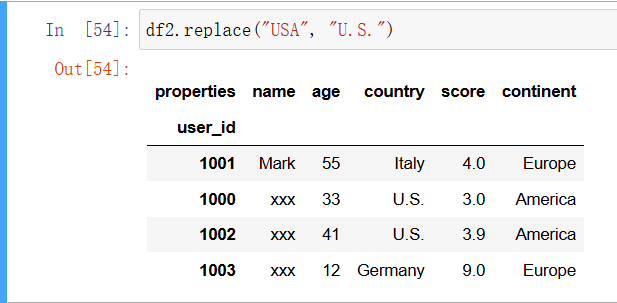 In [54]: df2.replace("USA", "U.S.")
Out[54]:
properties name age country score continent
user_id
1001 Mark 55 Italy 4.0 Europe
1000 xxx 33 U.S. 3.0 America
1002 xxx 41 U.S. 3.9 America
1003 xxx 12 Germany 9.0 Europe